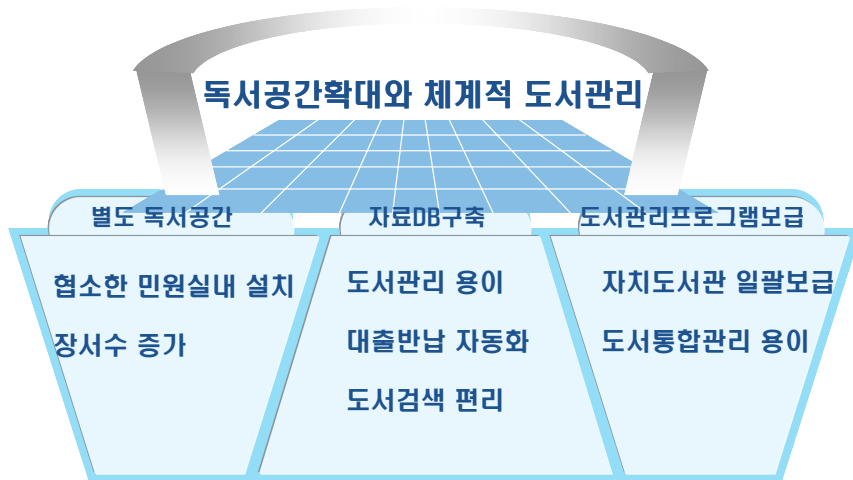 독서공간확대와 체계적 도서관리
별도 독서공간
협소한 민원실내 설치
장서수 증가
자료DB구축
도서관리 용이
대출반납 자동화
도서검색 편리
도서관리프로그램보급
자치도서관 일괄보급
도서통합관리 용이